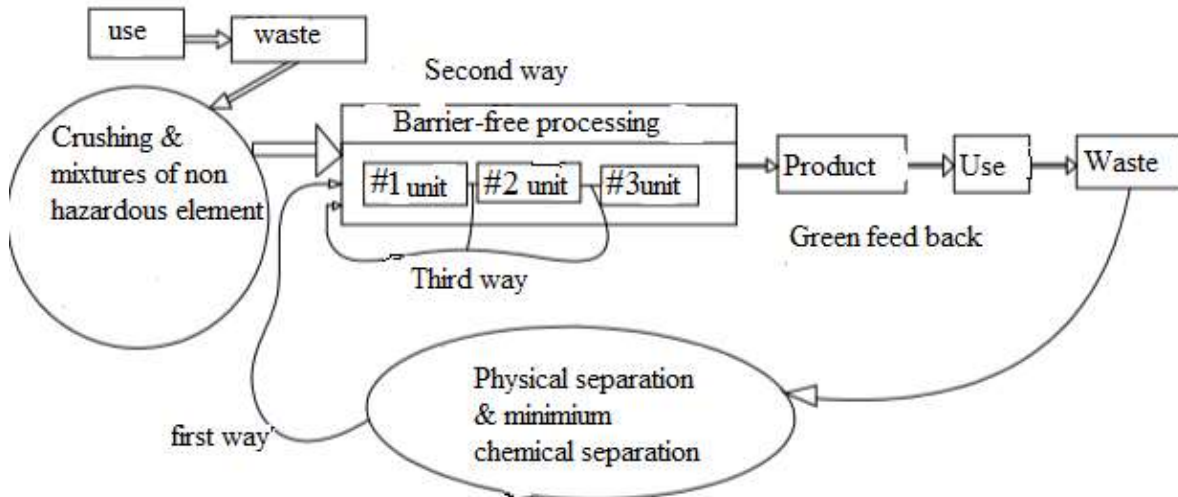 use
waste
Second way
Crushing &
mixtures of non
hazardous element
Barrier-free processing
#1 unit
#2 unit
#3unit
Product
Use
Waste
Green feed back
Third way
Physical separation
& minimium
chemical separation
first way